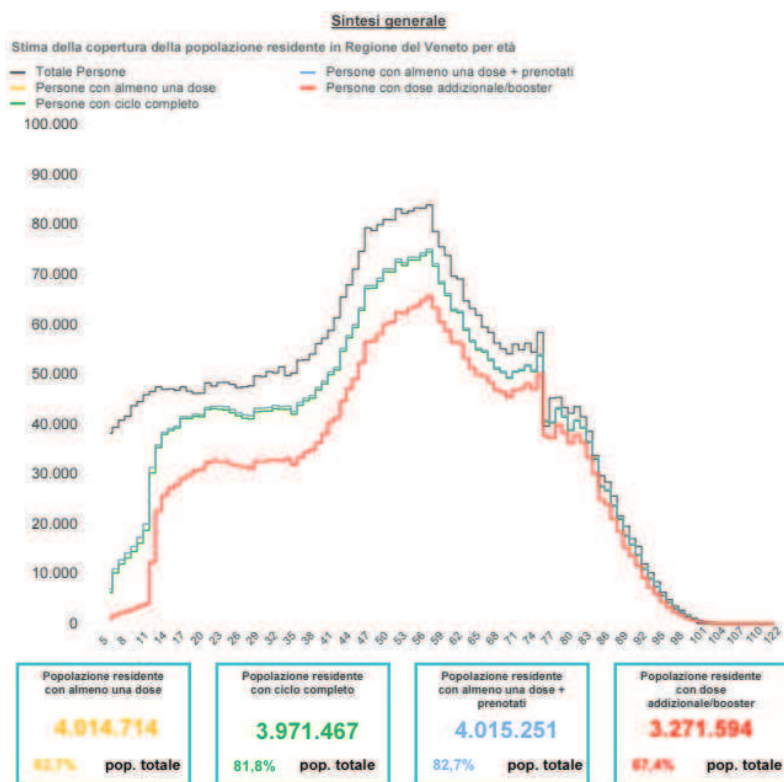 Sintesi generale
Stima della copertura della popolazione residente in Regione del Veneto per età
Totale Persone
Persone con almeno una dose
Persone con ciclo completo
Persone con almeno una dose + prenotati
Persone con dose addizionale/booster
100.000
90.000
80.000
70.000
60.000
50.000
40.000
30.000
20.000
10.000
0
5 8 11 14 17 20 23 26 29 32 35 38 41 44 47 50 53 56 59 62 65 68 71 74 77 80 83 86 89 92 95 98 101 104 107 110 122
Popolazione residente
con almeno una dose
4.014.714
82,7% pop. totale
Popolazione residente
con ciclo completo
3.971.467
81,8% pop. totale
Popolazione residente
con almeno una dose +
prenotati
4.015.251
82,7% pop. totale
Popolazione residente
con dose
addizionale/booster
3.271.594
67,4% pop. totale